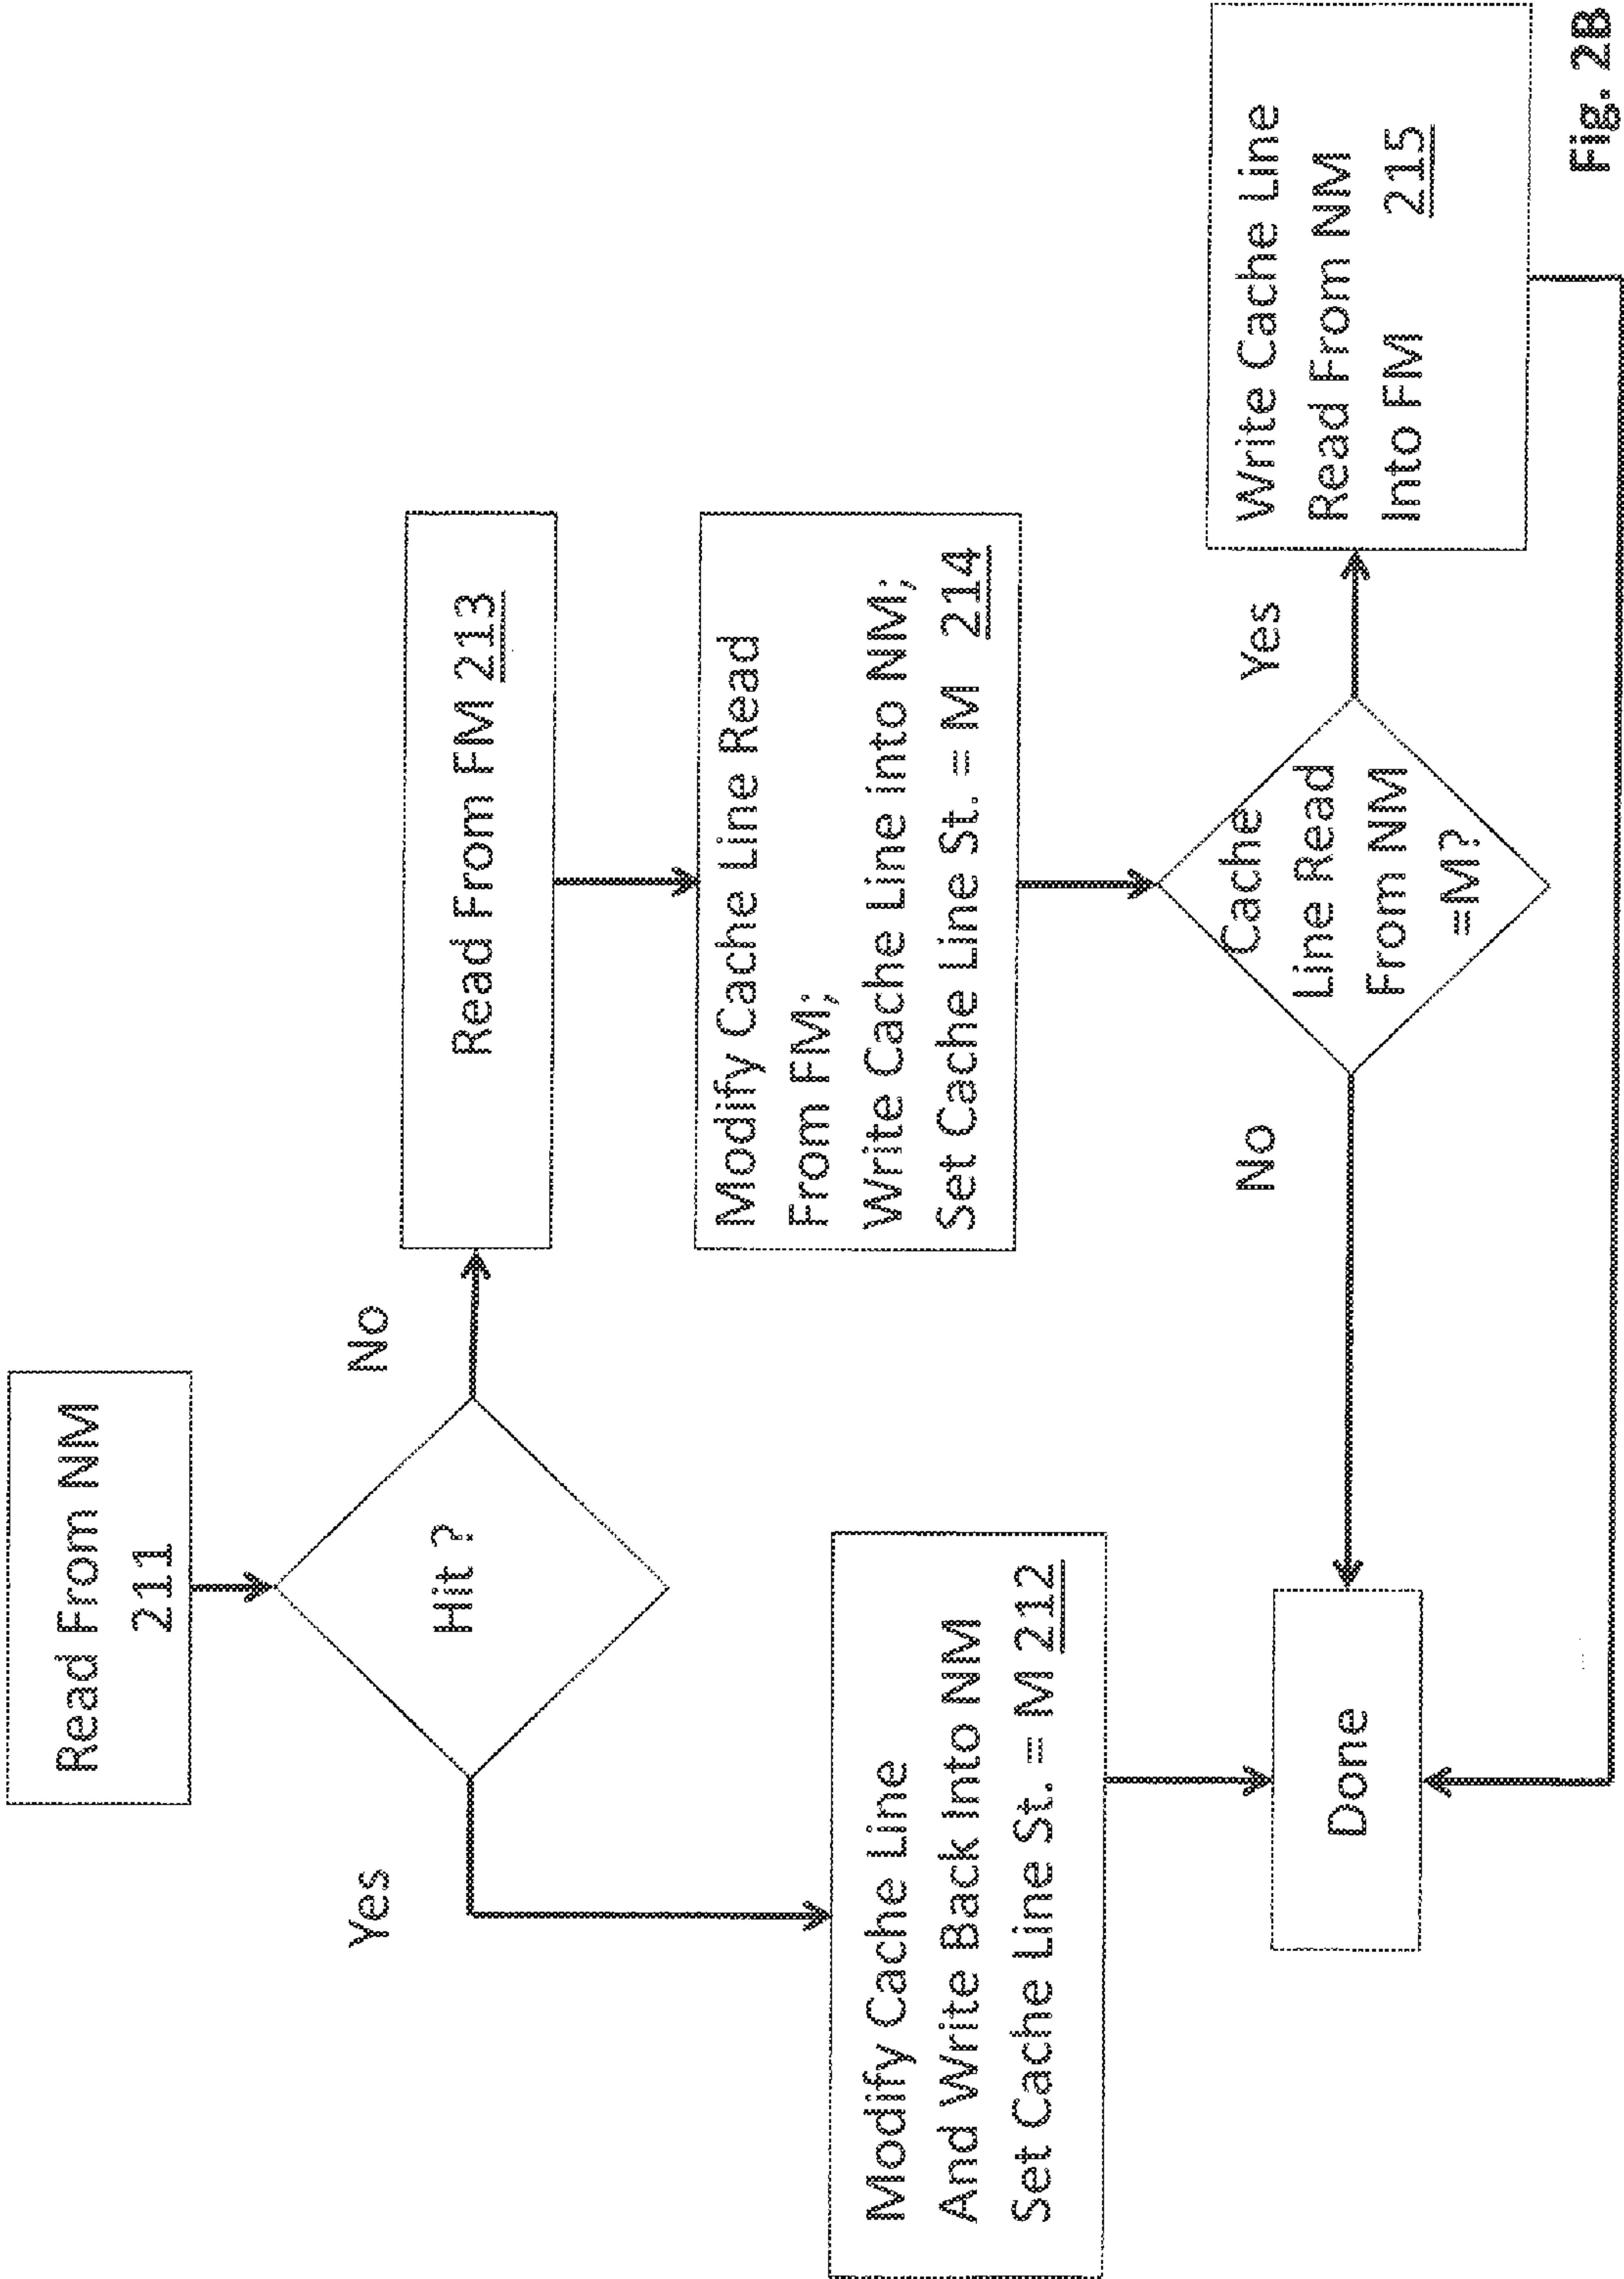 Read From NM
211
Hit ?
Yes
No
Read From FM 213
Modify Cache Line Read
From FM;
Write Cache Line into NM;
Set Cache Line St. = M 214
Modify Cache Line
And Write Back Into NM
Set Cache Line St. = M 212
Cache
Line Read
From NM
=M?
No
Yes
Write Cache Line
Read From NM
Into FM 215
Done
Fig. 2B